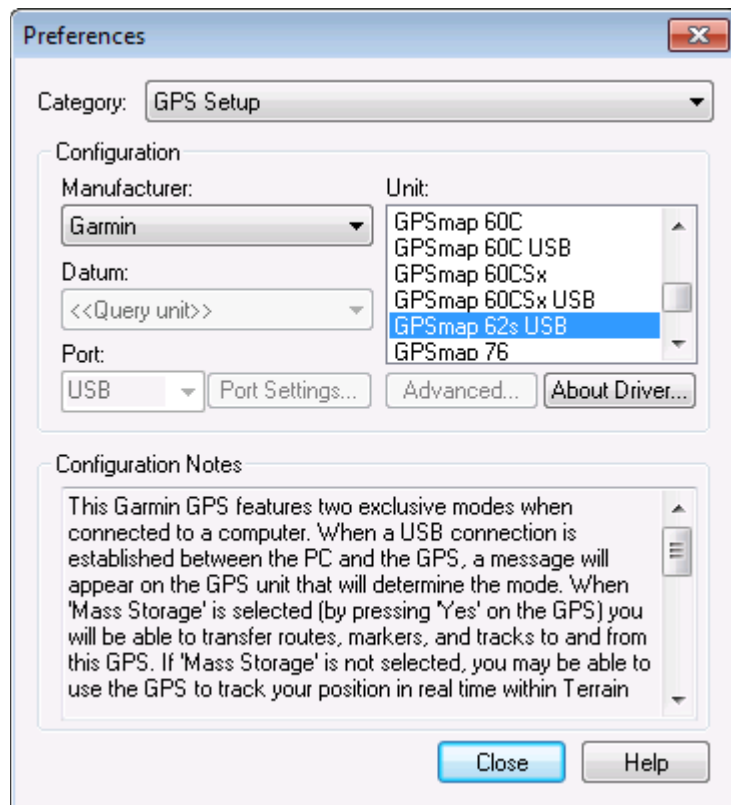 Preferences
Category: GPS Setup
Configuration
Manufacturer:
Garmin
Datum:
<<Query unit>>
Port:
USB
Port Settings...
Unit:
GPSmap 60C
GPSmap 60C USB
GPSmap 60CSx
GPSmap 60CSx USB
GPSmap 62s USB
GPSmap 76
Advanced...
About Driver...
Configuration Notes
This Garmin GPS features two exclusive modes when
connected to a computer. When a USB connection is
established between the PC and the GPS, a message will
appear on the GPS unit that will determine the mode. When
'Mass Storage' is selected (by pressing 'Yes' on the GPS) you
will be able to transfer routes, markers, and tracks to and from
this GPS. If 'Mass Storage' is not selected, you may be able to
use the GPS to track your position in real time within Terrain
Close
Help